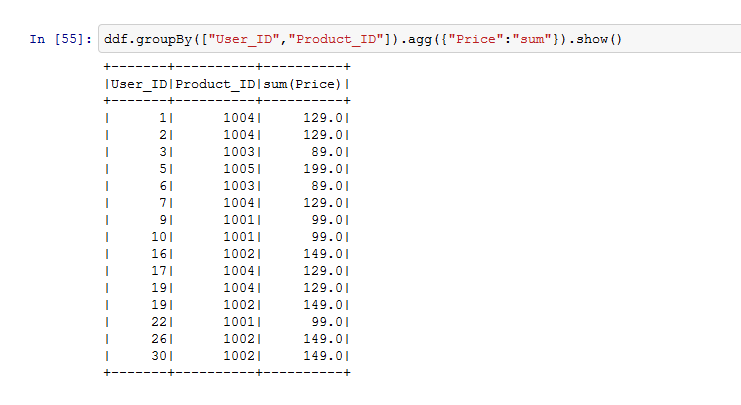 In [55]: ddf.groupBy(["User_ID","Product_ID"]).agg({"Price":"sum"}).show()
+-------+----------+----------+
|User_ID|Product_ID|sum(Price)|
+-------+----------+----------+
|      1|      1004|     129.0|
|      2|      1004|     129.0|
|      3|      1003|      89.0|
|      5|      1005|     199.0|
|      6|      1003|      89.0|
|      7|      1004|     129.0|
|      9|      1001|      99.0|
|     10|      1001|      99.0|
|     16|      1002|     149.0|
|     17|      1004|     129.0|
|     19|      1004|     129.0|
|     19|      1002|     149.0|
|     22|      1001|      99.0|
|     26|      1002|     149.0|
|     30|      1002|     149.0|
+-------+----------+----------+